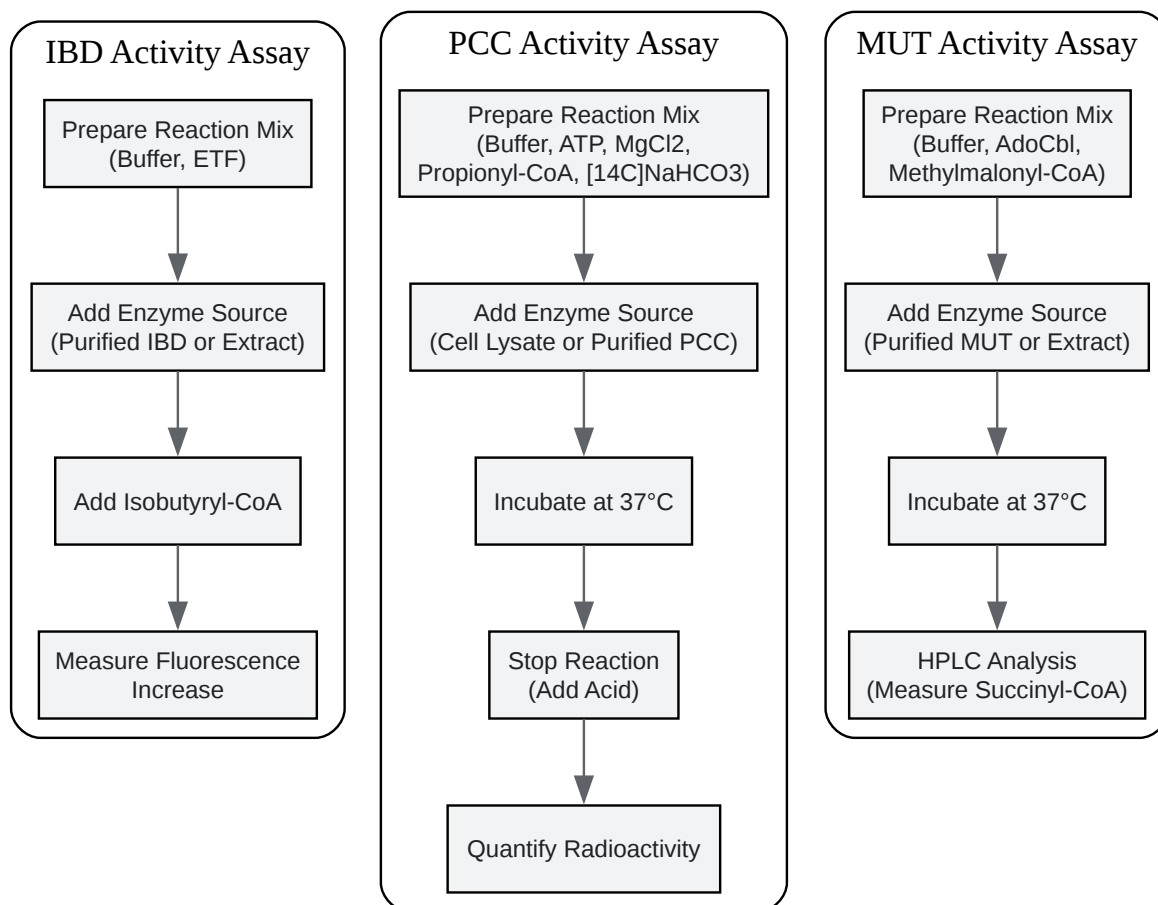 IBD Activity Assay
Prepare Reaction Mix
(Buffer, ETF)
Add Enzyme Source
(Purified IBD or Extract)
Add Isobutyryl-CoA
Measure Fluorescence
Increase
PCC Activity Assay
Prepare Reaction Mix
(Buffer, ATP, MgCl2,
Propionyl-CoA, [14C]NaHCO3)
Add Enzyme Source
(Cell Lysate or Purified PCC)
Incubate at 37°C
Stop Reaction
(Add Acid)
Quantify Radioactivity
MUT Activity Assay
Prepare Reaction Mix
(Buffer, AdoCbl,
Methylmalonyl-CoA)
Add Enzyme Source
(Purified MUT or Extract)
Incubate at 37°C
HPLC Analysis
(Measure Succinyl-CoA)